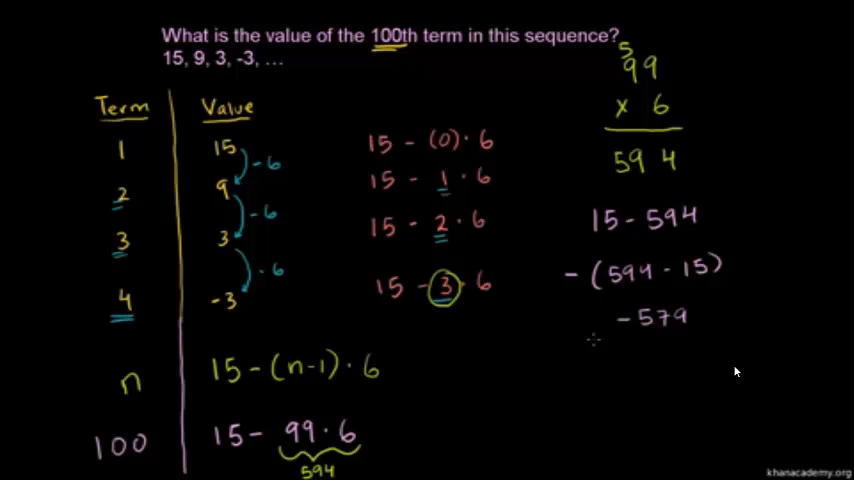 What is the value of the 100th term in this sequence?
15, 9, 3, -3, ...
Term Value
1 15 15 - (0) · 6
-6
2 9 15 - 1 · 6
-6
3 3 15 - 2 · 6
-6
4 -3 15 - 3 · 6
n 15 - (n-1) · 6
100 15 - 99 · 6
594
5
99
x 6
594
15 - 594
- (594 - 15)
- 579
khanacademy.org